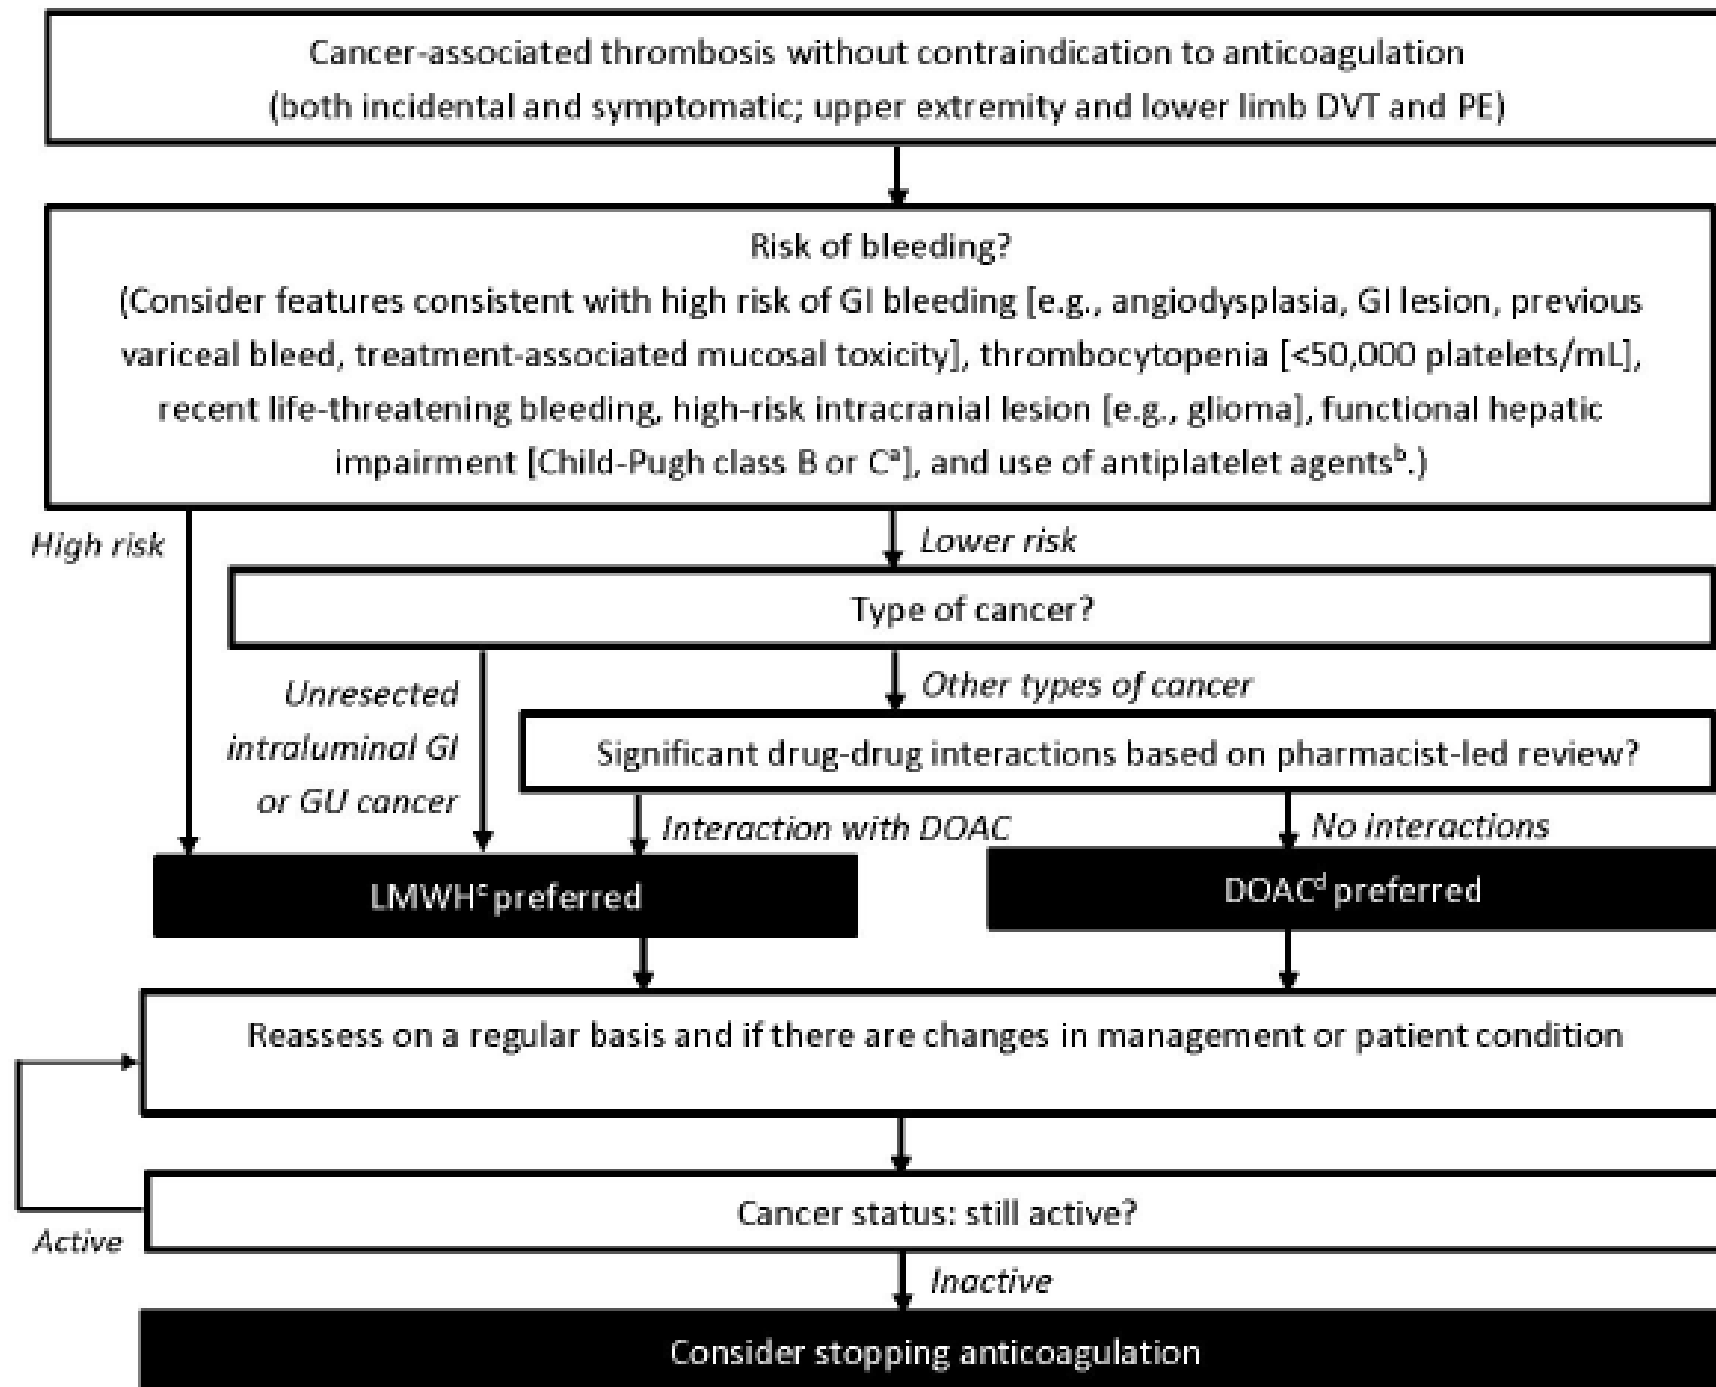 Cancer-associated thrombosis without contraindication to anticoagulation
(both incidental and symptomatic; upper extremity and lower limb DVT and PE)
Risk of bleeding?
(Consider features consistent with high risk of GI bleeding [e.g., angiodysplasia, GI lesion, previous
variceal bleed, treatment-associated mucosal toxicity], thrombocytopenia [<50,000 platelets/mL],
recent life-threatening bleeding, high-risk intracranial lesion [e.g., glioma], functional hepatic
impairment [Child-Pugh class B or Cᵃ], and use of antiplatelet agentsᵇ.)
High risk
Lower risk
Type of cancer?
Unresected
intraluminal GI
or GU cancer
Other types of cancer
Significant drug-drug interactions based on pharmacist-led review?
Interaction with DOAC
No interactions
LMWHᶜ preferred
DOACᵈ preferred
Reassess on a regular basis and if there are changes in management or patient condition
Cancer status: still active?
Active
Inactive
Consider stopping anticoagulation